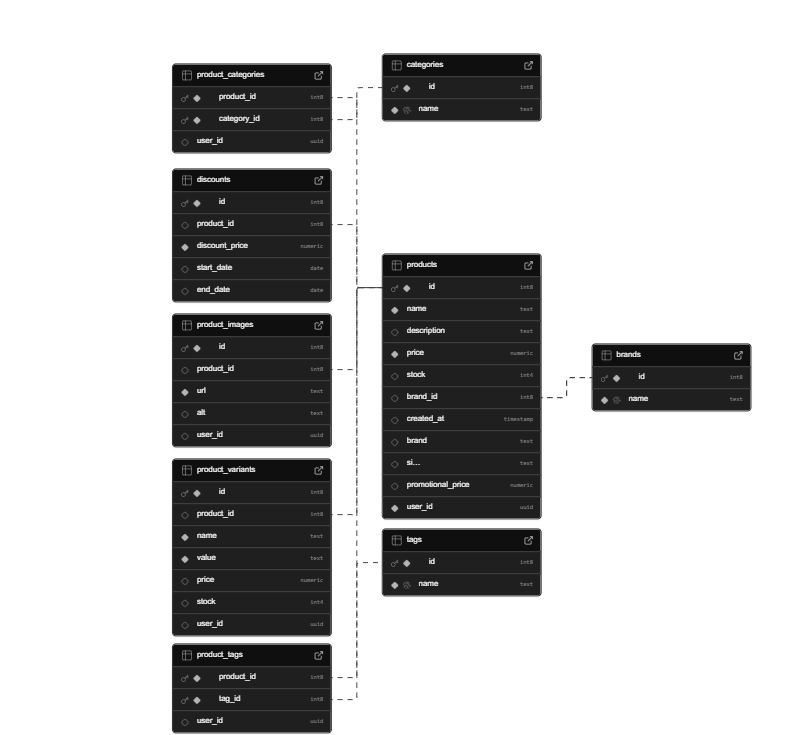 product_categories
product_id int8
category_id int8
user_id uuid
categories
id int8
name text
discounts
id int8
product_id int8
discount_price numeric
start_date date
end_date date
products
id int8
name text
description text
price numeric
stock int4
brand_id int8
created_at timestamp
brand text
si... text
promotional_price numeric
user_id uuid
product_images
id int8
product_id int8
url text
alt text
user_id uuid
brands
id int8
name text
product_variants
id int8
product_id int8
name text
value text
price numeric
stock int4
user_id uuid
tags
id int8
name text
product_tags
product_id int8
tag_id int8
user_id uuid